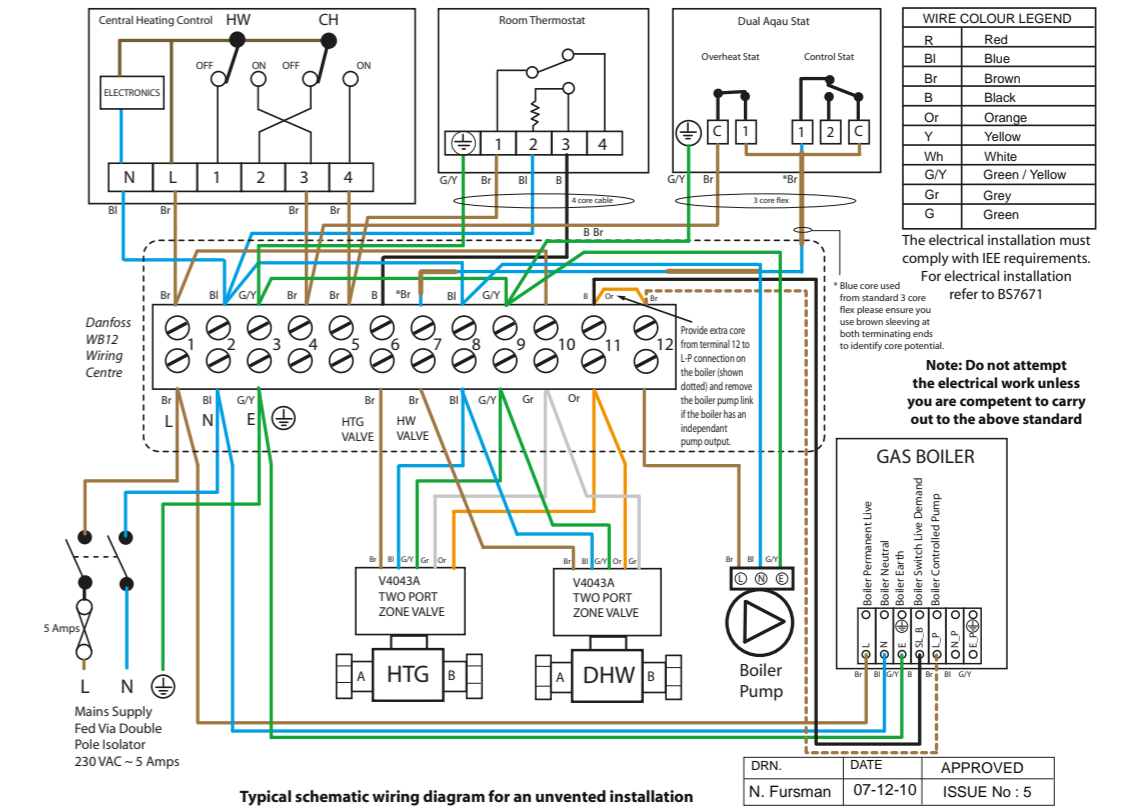 Central Heating Control
HW
CH
OFF
ON
OFF
ON
ELECTRONICS
N
L
1
2
3
4
Bl
Br
Br
Br
Room Thermostat
1
2
3
4
G/Y
Br
Bl
B
4 core cable
Dual Aqau Stat
Overheat Stat
Control Stat
C
1
1
2
C
G/Y
Br
*Br
3 core flex
B Br
WIRE COLOUR LEGEND
R Red
Bl Blue
Br Brown
B Black
Or Orange
Y Yellow
Wh White
G/Y Green / Yellow
Gr Grey
G Green
The electrical installation must
comply with IEE requirements.
For electrical installation
refer to BS7671
* Blue core used
from standard 3 core
flex please ensure you
use brown sleeving at
both terminating ends
to identify core potential.
Note: Do not attempt
the electrical work unless
you are competent to carry
out to the above standard
Br
Bl
G/Y
Br
Br
B
*Br
Bl
G/Y
B
Or
Br
Danfoss
WB12
Wiring
Centre
1
2
3
4
5
6
7
8
9
10
11
12
Provide extra core
from terminal 12 to
L-P connection on
the boiler (shown
dotted) and remove
the boiler pump link
if the boiler has an
independant
pump output.
Br
Bl
G/Y
Br
Br
Bl
G/Y
Gr
Or
L
N
E
HTG
VALVE
HW
VALVE
5 Amps
L
N
Mains Supply
Fed Via Double
Pole Isolator
230 VAC ~ 5 Amps
Br
Bl
G/Y
Gr
Or
V4043A
TWO PORT
ZONE VALVE
A
HTG
B
Br
Bl
G/Y
Or
Gr
V4043A
TWO PORT
ZONE VALVE
A
DHW
B
Br
Bl
G/Y
L
N
E
Boiler
Pump
GAS BOILER
Boiler Permanent Live
Boiler Neutral
Boiler Earth
Boiler Switch Live Demand
Boiler Controlled Pump
L
N
E
SL_B
L_P
N_P
E_P
Br
Bl
G/Y
B
Br
Bl
G/Y
DRN.
DATE
APPROVED
N. Fursman
07-12-10
ISSUE No : 5
Typical schematic wiring diagram for an unvented installation